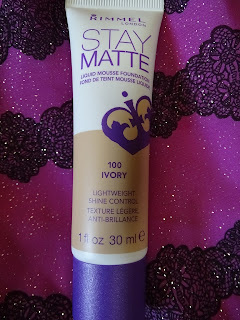 RIMMEL
LONDON
STAY
MATTE
LIQUID MOUSSE FOUNDATION
FOND DE TEINT MOUSSE LIQUIDE
100
IVORY
LIGHTWEIGHT
SHINE CONTROL
TEXTURE LÉGÈRE
ANTI-BRILLANCE
1 fl oz 30 ml e